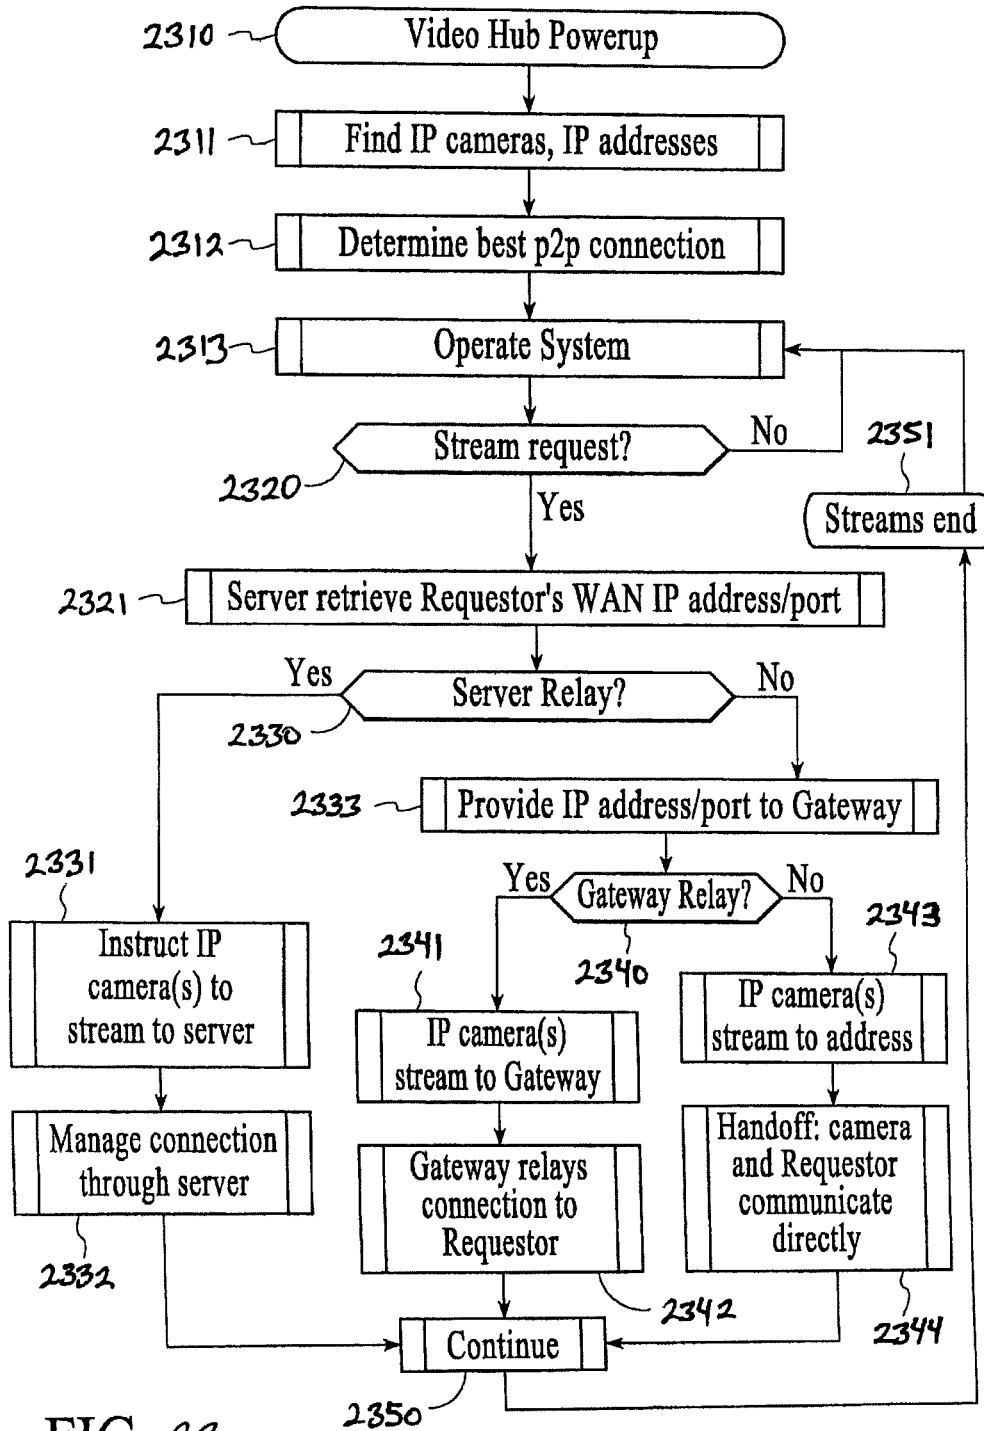 2310
Video Hub Powerup
2311
Find IP cameras, IP addresses
2312
Determine best p2p connection
2313
Operate System
Stream request?
No
2351
2320
Yes
Streams end
2321
Server retrieve Requestor's WAN IP address/port
Yes
Server Relay?
No
2330
2333
Provide IP address/port to Gateway
2331
Yes
Gateway Relay?
No
2343
2341
2340
Instruct IP
camera(s) to
stream to server
IP camera(s)
stream to Gateway
IP camera(s)
stream to address
Manage connection
through server
Gateway relays
connection to
Requestor
Handoff: camera
and Requestor
communicate
directly
2332
2342
2344
Continue
2350